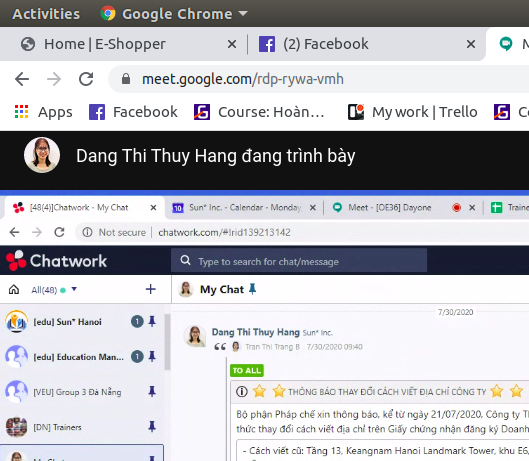 Activities Google Chrome
Home | E-Shopper
(2) Facebook
M
meet.google.com/rdp-rywa-vmh
Apps Facebook Course: Hoàn… My work | Trello C
Dang Thi Thuy Hang đang trình bày
[48(4)]Chatwork - My Chat
Sun* Inc. - Calendar - Monday,
Meet - [OE36] Dayone
Traine
Not secure | chatwork.com/#!rid139213142
Chatwork
Type to search for chat/message
All(48)
My Chat
7/30/2020
[edu] Sun* Hanoi 1
[edu] Education Man... 1
[VEU] Group 3 Đà Nẵng
[DN] Trainers
My Chat
Dang Thi Thuy Hang Sun* Inc.
Tran Thi Trang B 7/30/2020 09:40
TO ALL
THÔNG BÁO THAY ĐỔI CÁCH VIẾT ĐỊA CHỈ CÔNG TY
Bộ phận Pháp chế xin thông báo, kể từ ngày 21/07/2020, Công ty T
thức thay đổi cách viết địa chỉ trên Giấy chứng nhận đăng ký Doanh
- Cách viết cũ: Tầng 13, Keangnam Hanoi Landmark Tower, khu E6,